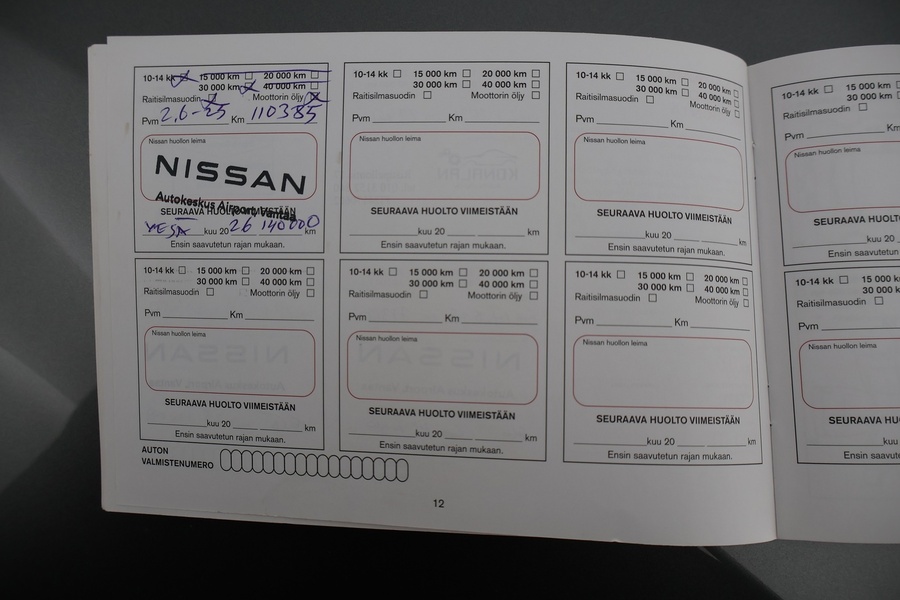 10-14 kk 15 000 km 20 000 km
30 000 km 40 000 km
Raitisilmasuodin Moottorin öljy
Pvm 2.6-25 Km 110385
Nissan huollon leima
NISSAN
Autokeskus Airport, Vantaa
SEURAAVA HUOLTO VIIMEISTÄÄN
KESÄ kuu 20 26 140000 km
Ensin saavutetun rajan mukaan.
10-14 kk 15 000 km 20 000 km
30 000 km 40 000 km
Raitisilmasuodin Moottorin öljy
Pvm Km
Nissan huollon leima
SEURAAVA HUOLTO VIIMEISTÄÄN
kuu 20 km
Ensin saavutetun rajan mukaan.
10-14 kk 15 000 km 20 000 km
30 000 km 40 000 km
Raitisilmasuodin Moottorin öljy
Pvm Km
Nissan huollon leima
SEURAAVA HUOLTO VIIMEISTÄÄN
kuu 20 km
Ensin saavutetun rajan mukaan.
10-14 kk 15 000 km 20 000 km
30 000 km 40 000 km
Raitisilmasuodin Moottorin öljy
Pvm Km
Nissan huollon leima
SEURAAVA HUOLTO VIIMEISTÄÄN
kuu 20 km
Ensin saavutetun rajan mukaan.
10-14 kk 15 000 km 20 000 km
30 000 km 40 000 km
Raitisilmasuodin Moottorin öljy
Pvm Km
Nissan huollon leima
SEURAAVA HUOLTO VIIMEISTÄÄN
kuu 20 km
Ensin saavutetun rajan mukaan.
10-14 kk 15 000 km 20 000 km
30 000 km 40 000 km
Raitisilmasuodin Moottorin öljy
Pvm Km
Nissan huollon leima
SEURAAVA HUOLTO VIIMEISTÄÄN
kuu 20 km
Ensin saavutetun rajan mukaan.
AUTON
VALMISTENUMERO
12
10-14 kk 15 000 km
30 000 km
Raitisilmasuodin
Pvm Km
Nissan huollon leima
SEURAAVA HUOLTO VI
kuu
Ensin saavutetun
10-14 kk 15 000 k
30 000 k
Raitisilmasuodin
Pvm Km
Nissan huollon leima
SEURAAVA HUOLTO V
kuu
Ensin saavutetun